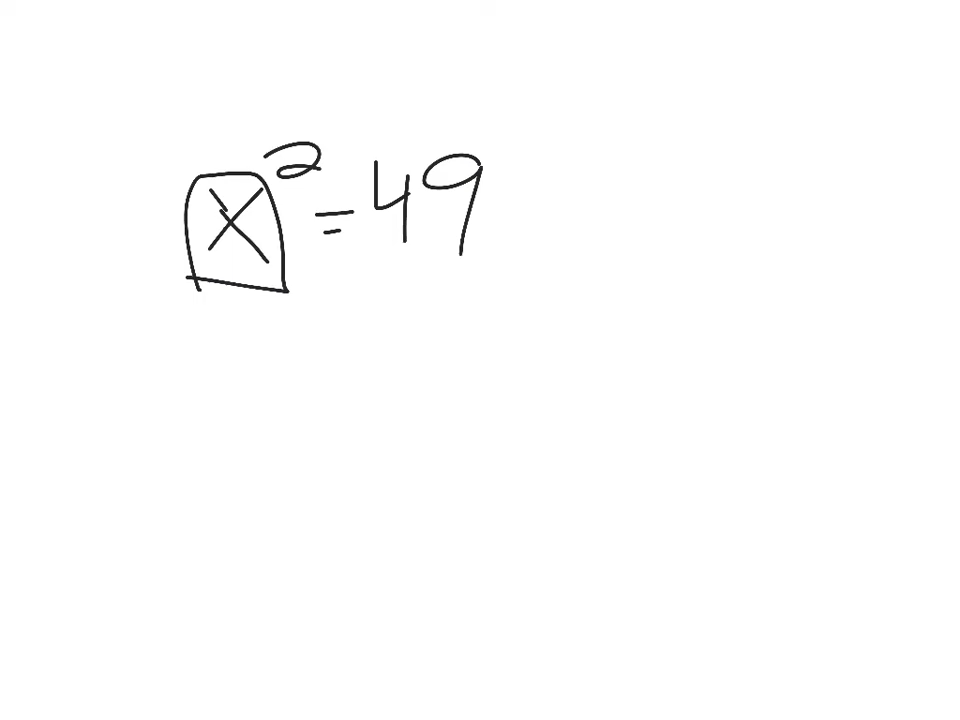 x² = 49